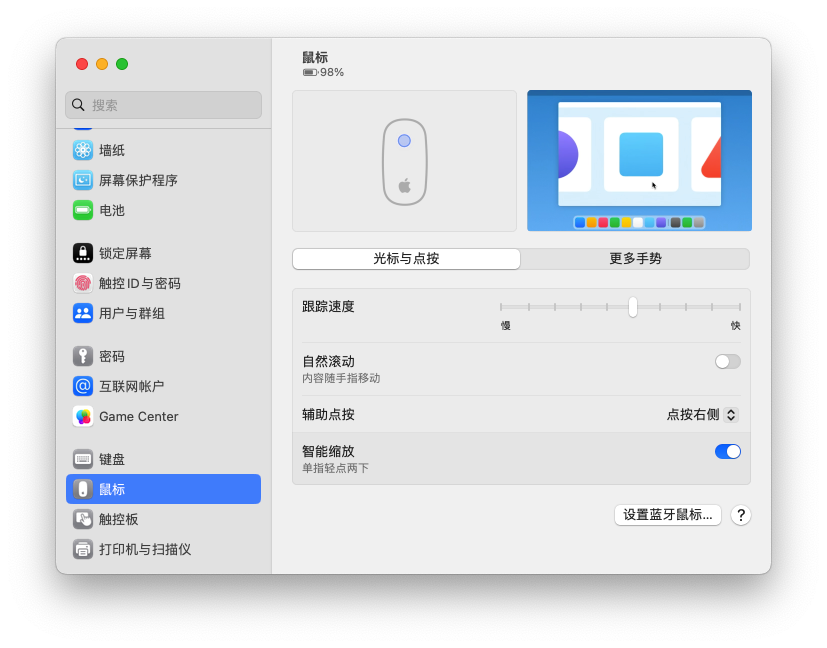 搜索
墙纸
屏幕保护程序
电池
锁定屏幕
触控 ID 与密码
用户与群组
密码
互联网帐户
Game Center
键盘
鼠标
触控板
打印机与扫描仪
鼠标
98%
光标与点按
更多手势
跟踪速度
慢
快
自然滚动
内容随手指移动
辅助点按
点按右侧
智能缩放
单指轻点两下
设置蓝牙鼠标...
?